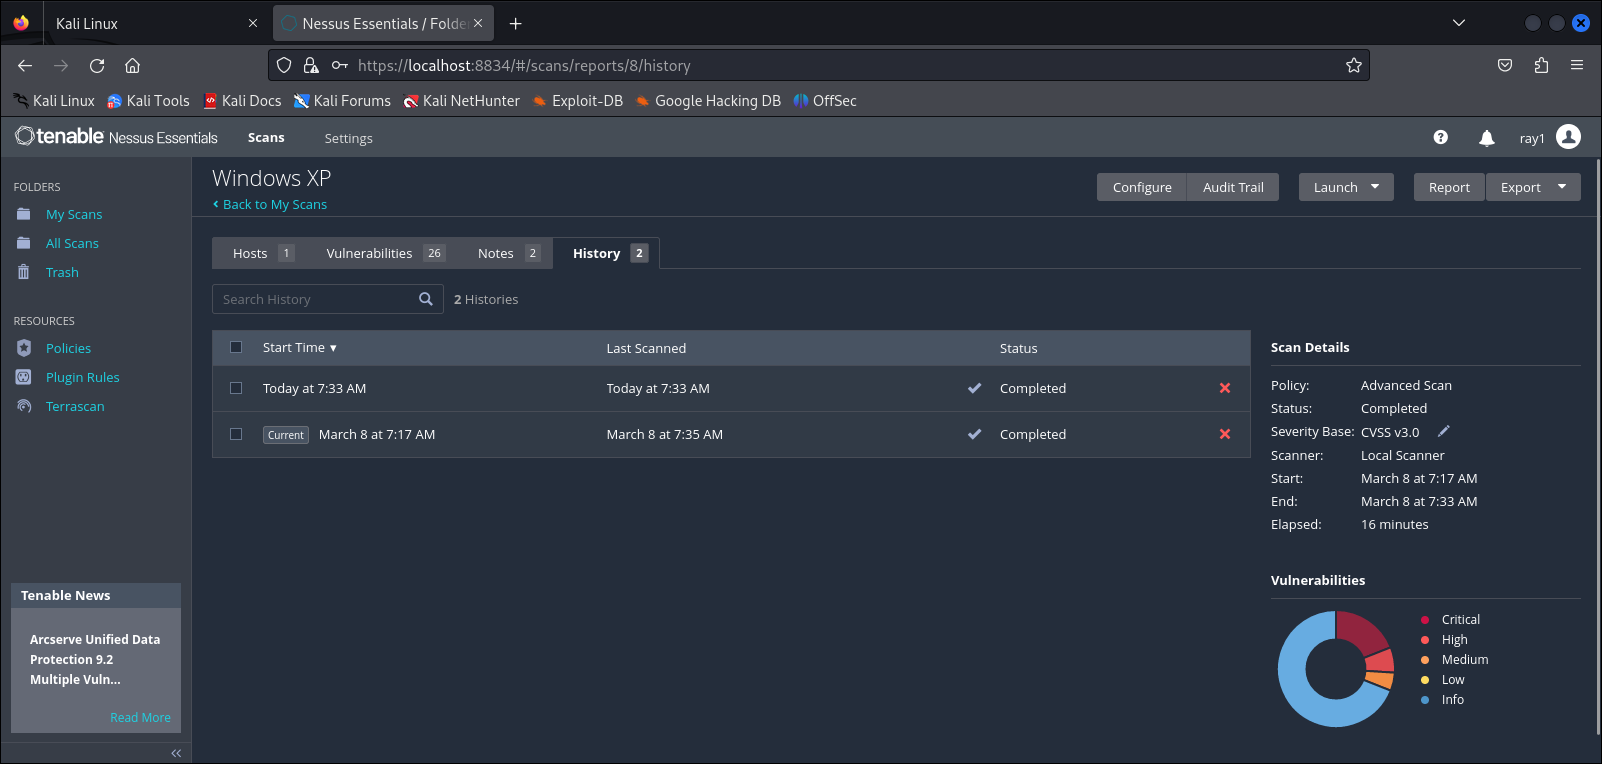 Kali Linux
Nessus Essentials / Folde
https://localhost:8834/#/scans/reports/8/history
Kali Linux Kali Tools Kali Docs Kali Forums Kali NetHunter Exploit-DB Google Hacking DB OffSec
tenable Nessus Essentials Scans Settings ray1
FOLDERS
My Scans
All Scans
Trash
RESOURCES
Policies
Plugin Rules
Terrascan
Tenable News
Arcserve Unified Data
Protection 9.2
Multiple Vuln...
Read More
Windows XP
Back to My Scans
Configure Audit Trail Launch Report Export
Hosts 1 Vulnerabilities 26 Notes 2 History 2
Search History 2 Histories
Start Time Last Scanned Status
Today at 7:33 AM Today at 7:33 AM Completed
Current March 8 at 7:17 AM March 8 at 7:35 AM Completed
Scan Details
Policy: Advanced Scan
Status: Completed
Severity Base: CVSS v3.0
Scanner: Local Scanner
Start: March 8 at 7:17 AM
End: March 8 at 7:33 AM
Elapsed: 16 minutes
Vulnerabilities
Critical
High
Medium
Low
Info